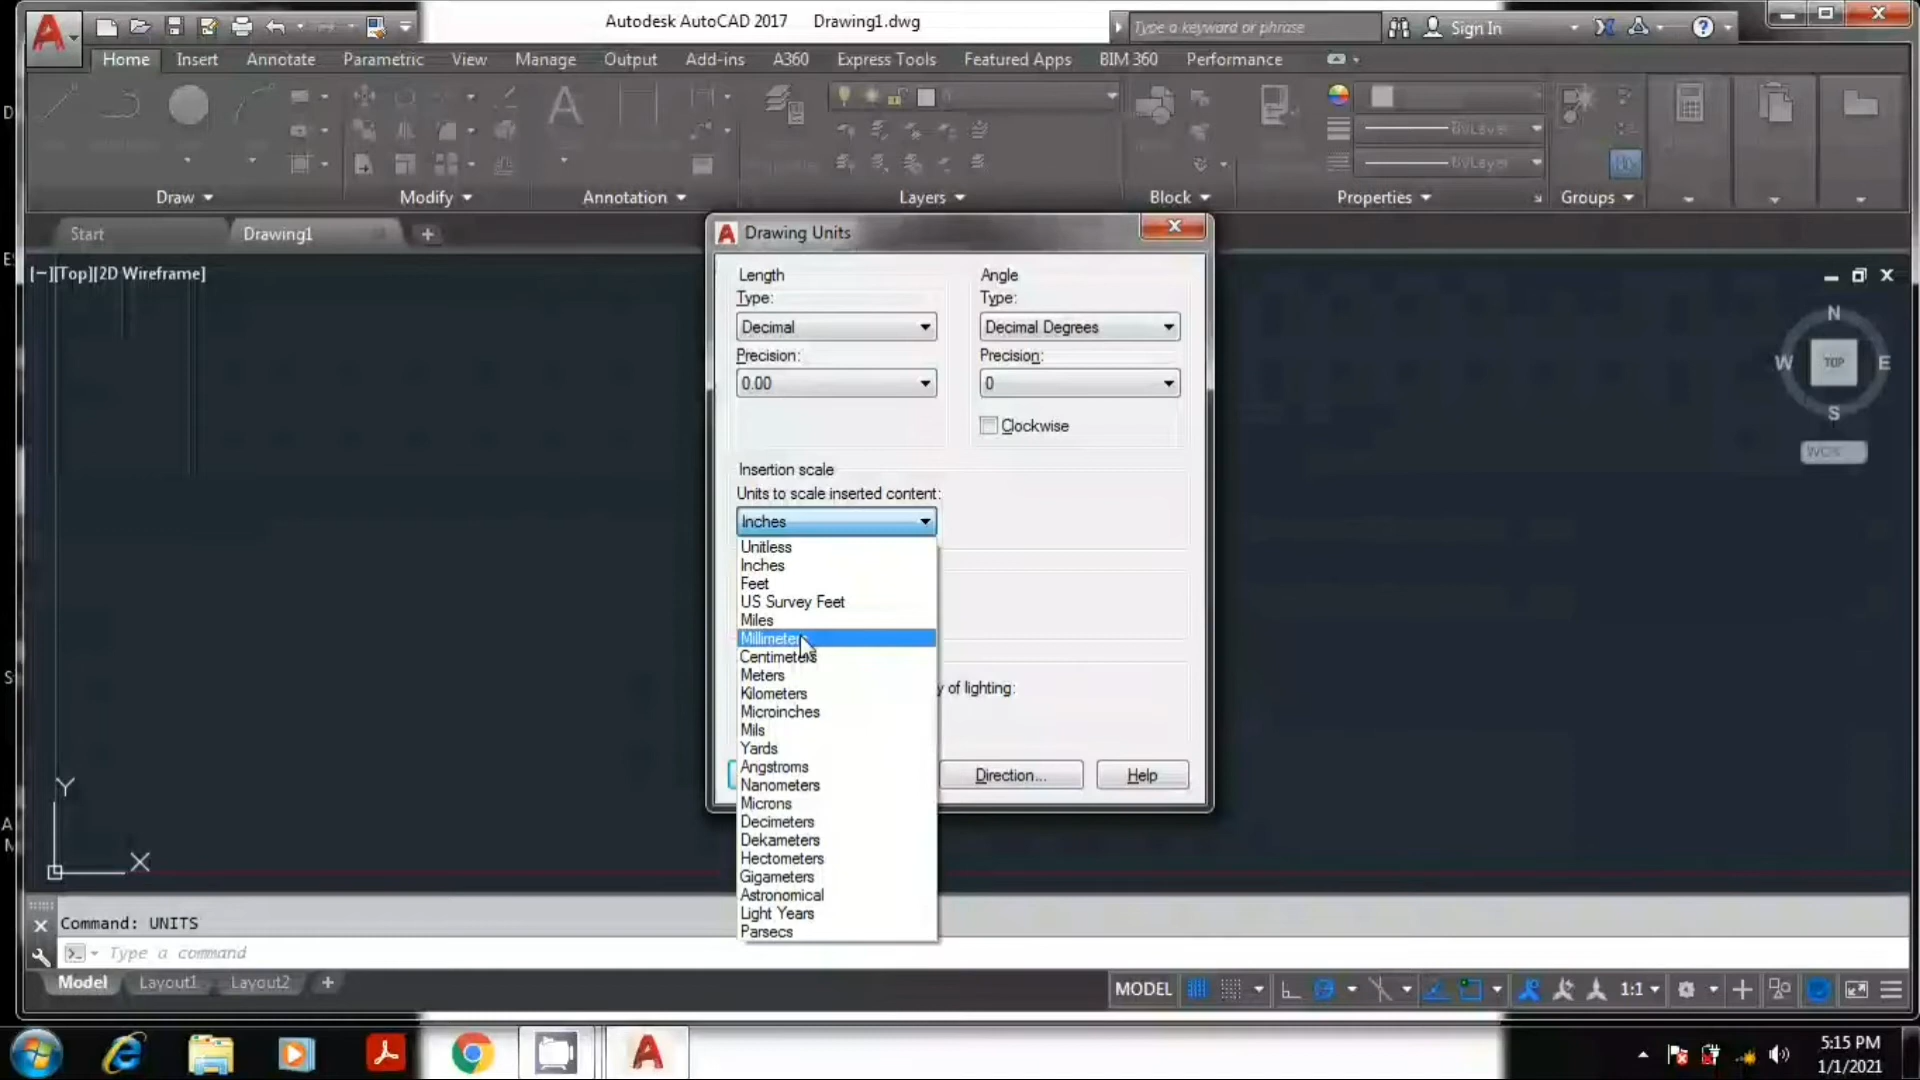 Autodesk AutoCAD 2017 Drawing1.dwg
Type a keyword or phrase
Sign In
Home Insert Annotate Parametric View Manage Output Add-ins A360 Express Tools Featured Apps BIM 360 Performance
ByLayer
ByLayer
Draw Modify Annotation Layers Block Properties Groups
Start Drawing1
[−][Top][2D Wireframe]
Drawing Units
Length
Type:
Decimal
Precision:
0.00
Angle
Type:
Decimal Degrees
Precision:
0
Clockwise
Insertion scale
Units to scale inserted content:
Inches
Unitless
Inches
Feet
US Survey Feet
Miles
Millimeters
Centimeters
Meters
Kilometers
Microinches
Mils
Yards
Angstroms
Nanometers
Microns
Decimeters
Dekameters
Hectometers
Gigameters
Astronomical
Light Years
Parsecs
y of lighting:
Direction...
Help
N
W TOP E
S
WCS
Y
X
Command: UNITS
Type a command
Model Layout1 Layout2
MODEL 1:1
5:15 PM
1/1/2021